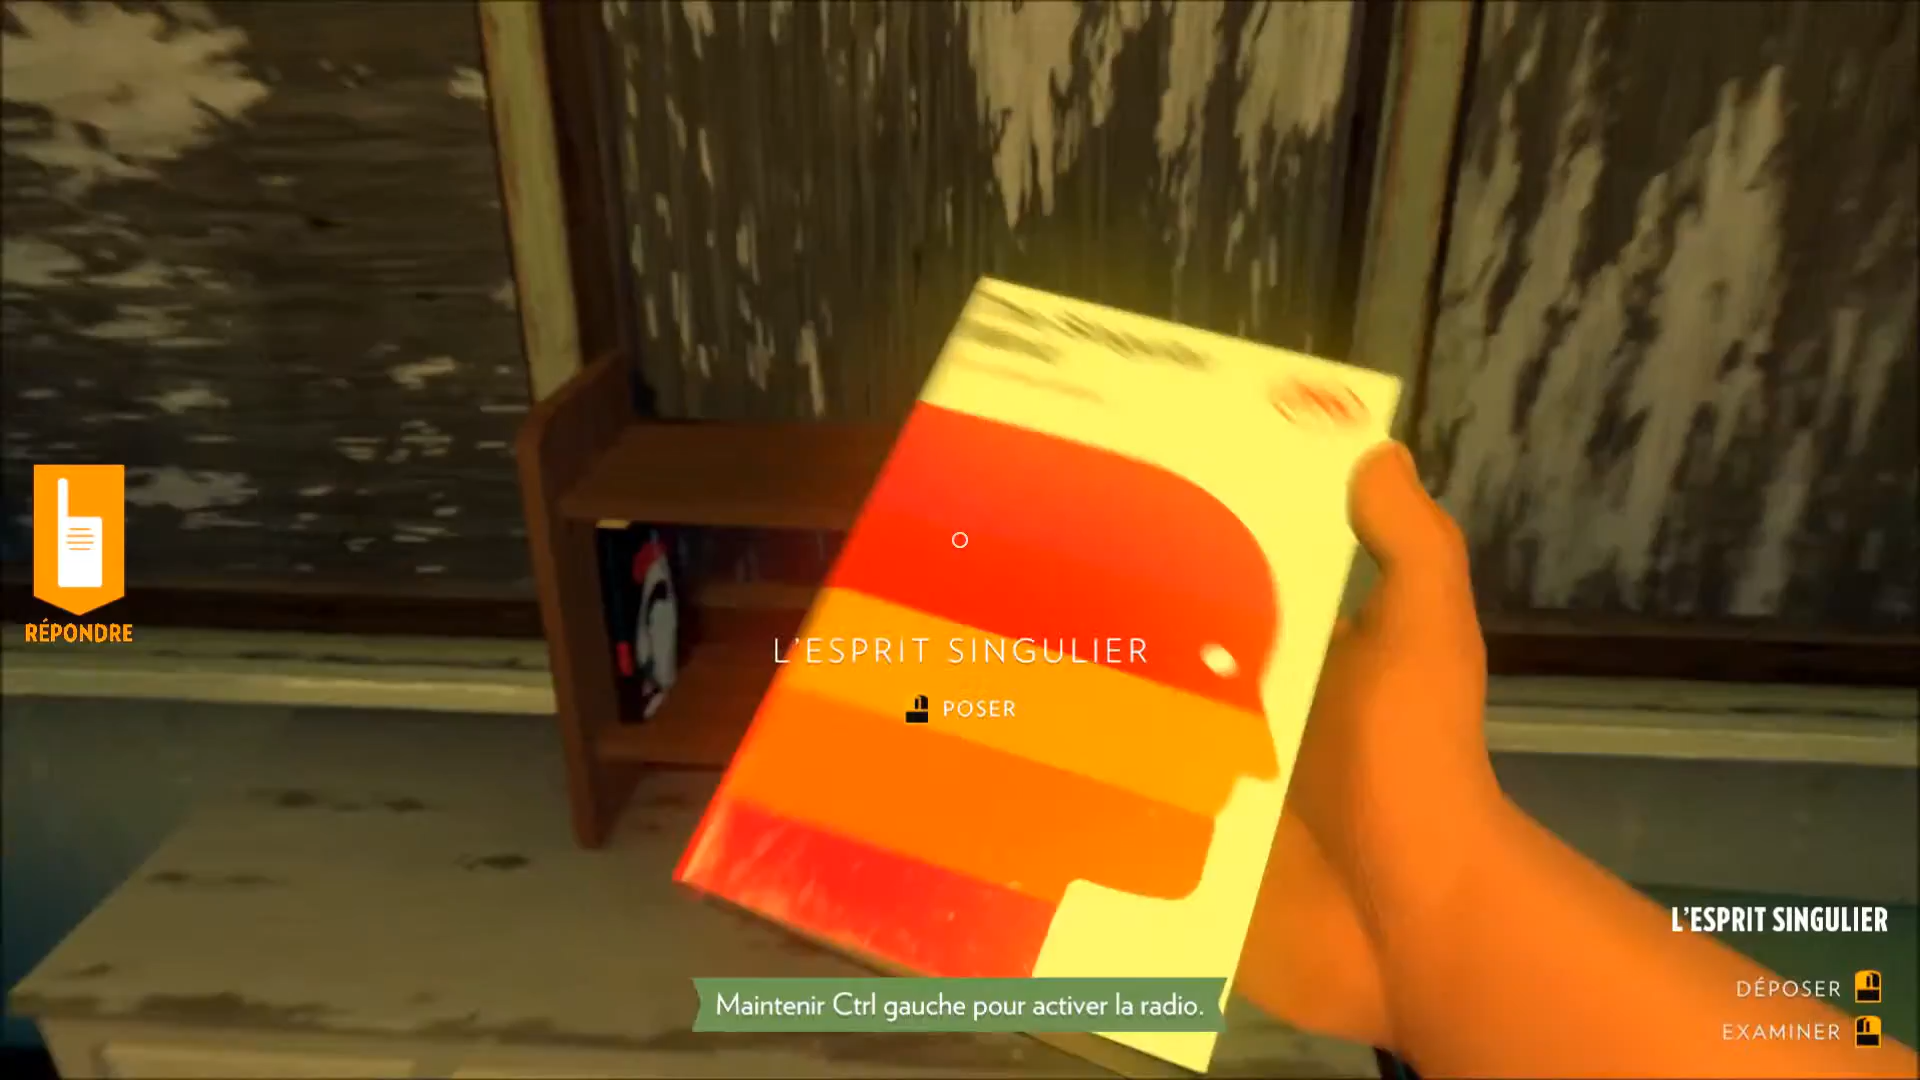 RÉPONDRE
L'ESPRIT SINGULIER
POSER
L'ESPRIT SINGULIER
DÉPOSER
EXAMINER
Maintenir Ctrl gauche pour activer la radio.